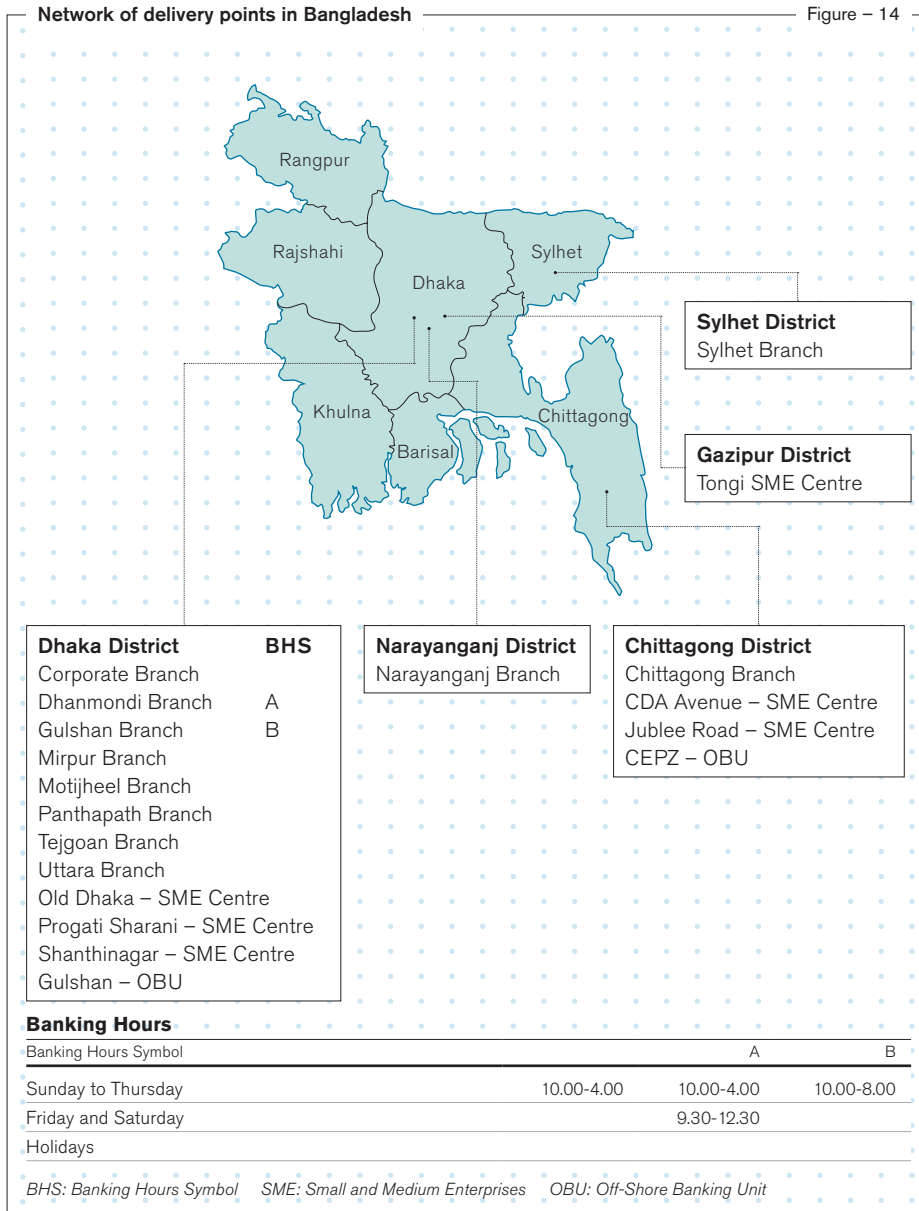 Network of delivery points in Bangladesh Figure – 14
Rangpur
Rajshahi
Sylhet
Dhaka
Khulna
Chittagong
Barisal
Sylhet District
Sylhet Branch
Gazipur District
Tongi SME Centre
Dhaka District BHS
Corporate Branch
Dhanmondi Branch A
Gulshan Branch B
Mirpur Branch
Motijheel Branch
Panthapath Branch
Tejgoan Branch
Uttara Branch
Old Dhaka – SME Centre
Progati Sharani – SME Centre
Shanthinagar – SME Centre
Gulshan – OBU
Narayanganj District
Narayanganj Branch
Chittagong District
Chittagong Branch
CDA Avenue – SME Centre
Jublee Road – SME Centre
CEPZ – OBU
Banking Hours
Banking Hours Symbol A B
Sunday to Thursday 10.00-4.00 10.00-4.00 10.00-8.00
Friday and Saturday 9.30-12.30
Holidays
BHS: Banking Hours Symbol SME: Small and Medium Enterprises OBU: Off-Shore Banking Unit